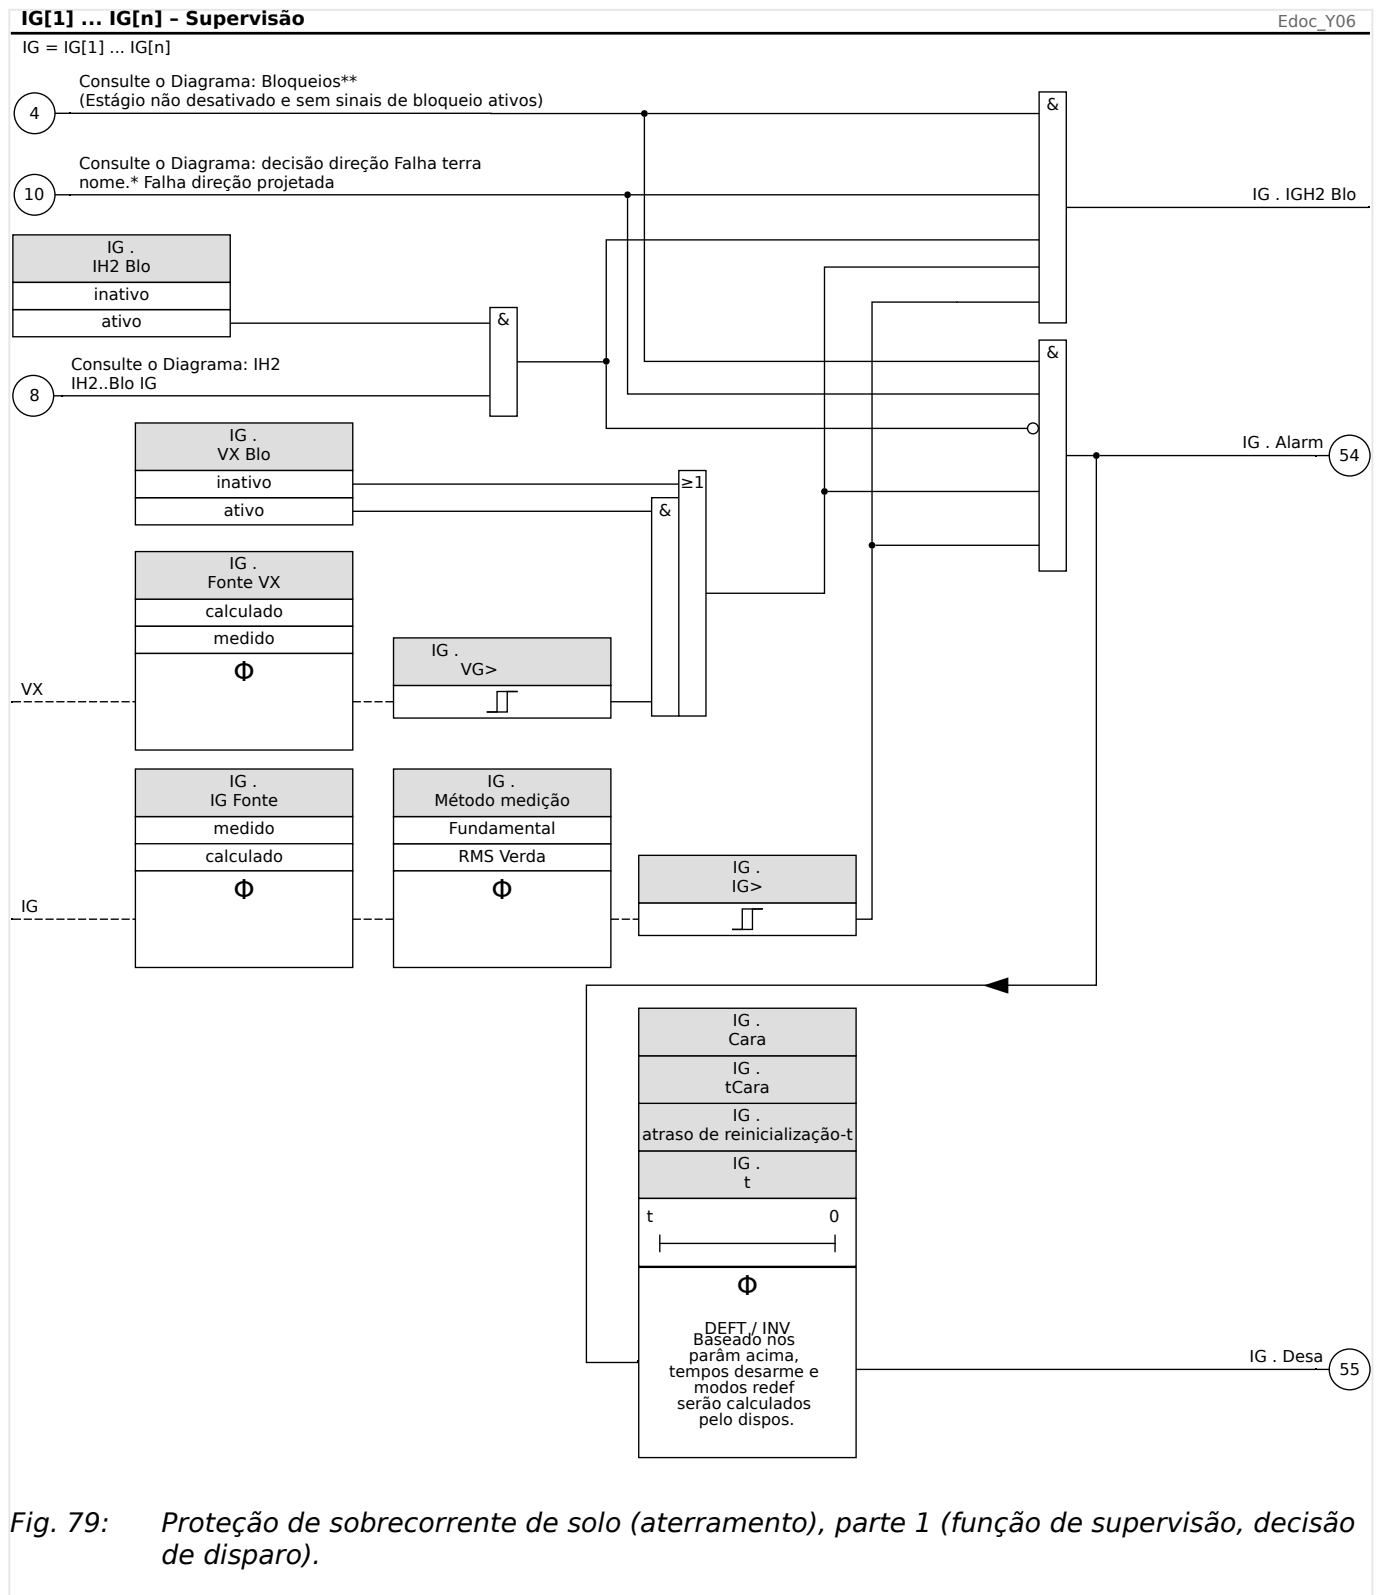 IG[1] ... IG[n] – Supervisão
Edoc_Y06
IG = IG[1] ... IG[n]
Consulte o Diagrama: Bloqueios**
4
(Estágio não desativado e sem sinais de bloqueio ativos)
&
Consulte o Diagrama: decisão direção Falha terra
10
nome.* Falha direção projetada
IG . IGH2 Blo
IG .
IH2 Blo
inativo
ativo
&
Consulte o Diagrama: IH2
8
IH2..Blo IG
&
IG . Alarm
54
IG .
VX Blo
inativo
ativo
≥1
&
IG .
Fonte VX
calculado
medido
Φ
VX
IG .
VG>
IG .
IG Fonte
medido
calculado
Φ
IG
IG .
Método medição
Fundamental
RMS Verda
Φ
IG .
IG>
IG .
Cara
IG .
tCara
IG .
atraso de reinicialização-t
IG .
t
t 0
Φ
DEFT / INV
Baseado nos
parâm acima,
tempos desarme e
modos redef
serão calculados
pelo dispos.
IG . Desa
55
Fig. 79: Proteção de sobrecorrente de solo (aterramento), parte 1 (função de supervisão, decisão
de disparo).